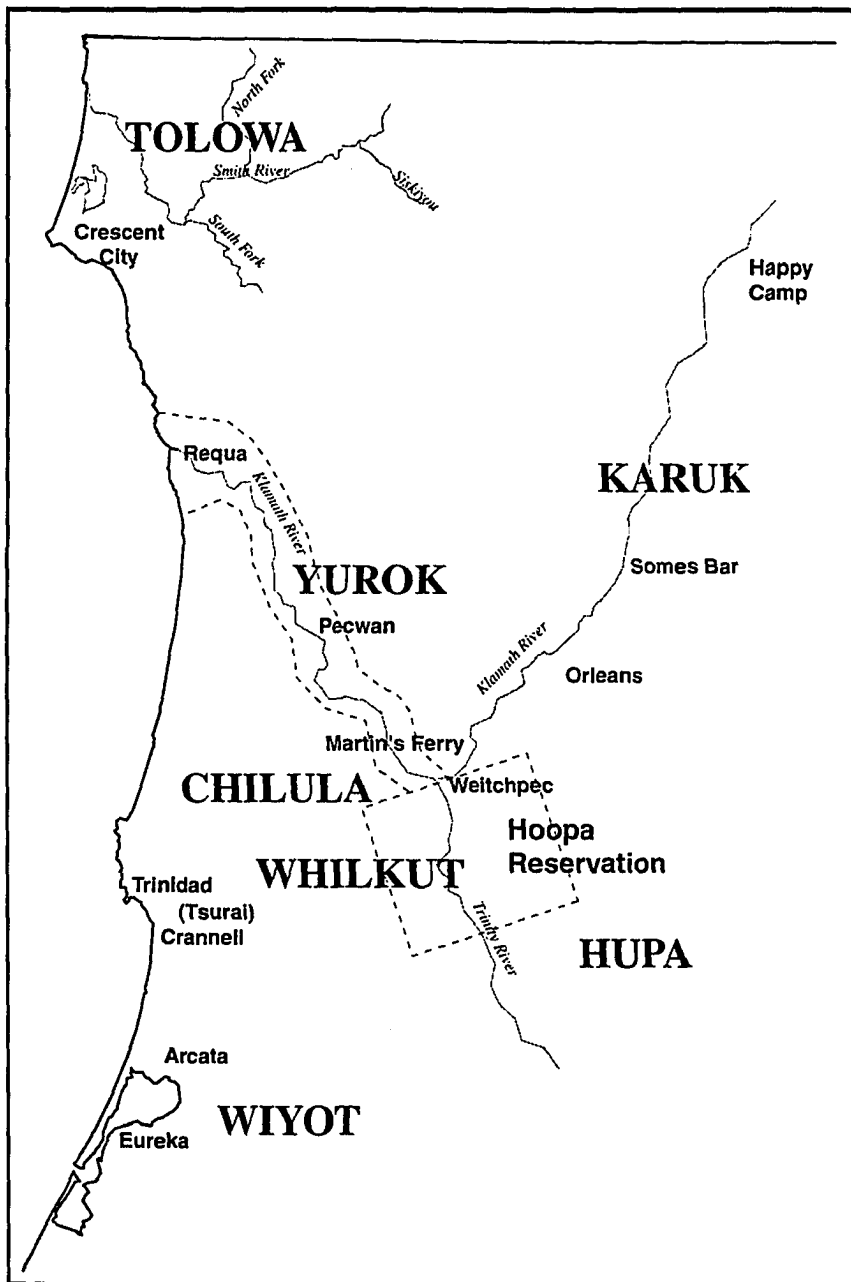 North Fork
TOLOWA
Smith River
Siskiyou
South Fork
Crescent
City
Happy
Camp
Requa
KARUK
Klamath River
YUROK
Somes Bar
Pecwan
Klamath River
Orleans
Martin's Ferry
CHILULA
Weitchpec
Hoopa
Reservation
WHILKUT
Trinidad
(Tsurai)
Crannell
Trinity River
HUPA
Arcata
WIYOT
Eureka